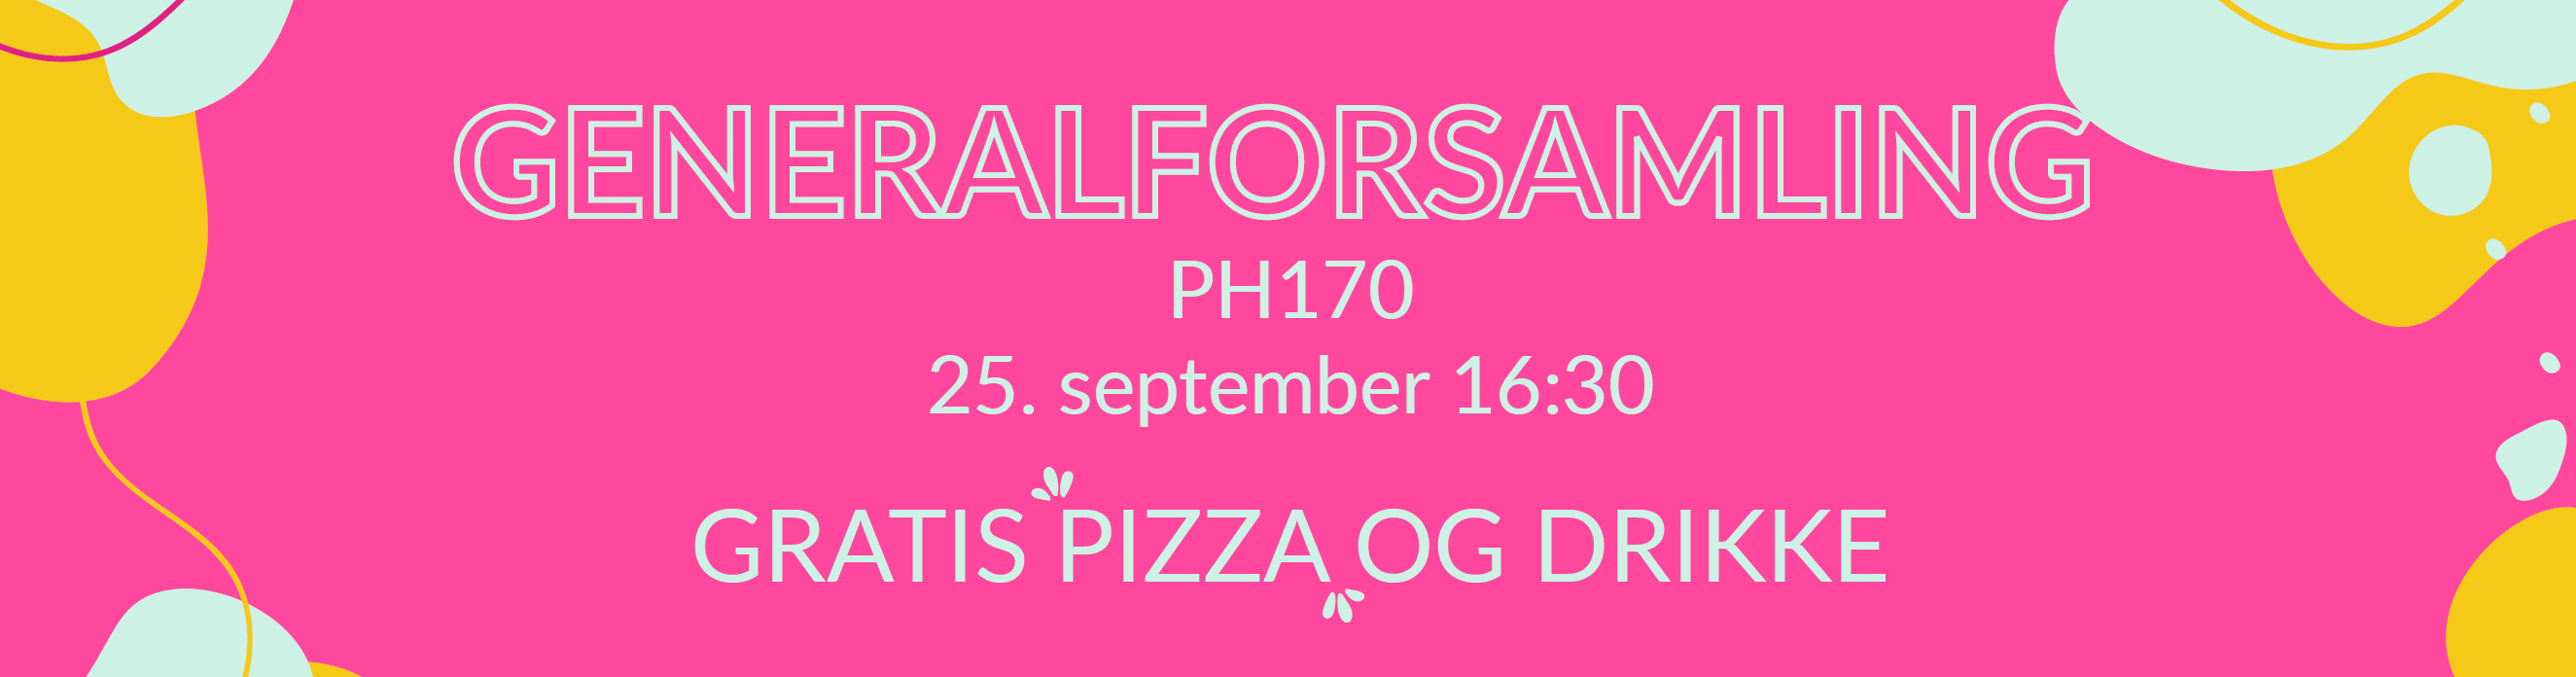 GENERALFORSAMLING
PH170
25. september 16:30
GRATIS PIZZA OG DRIKKE